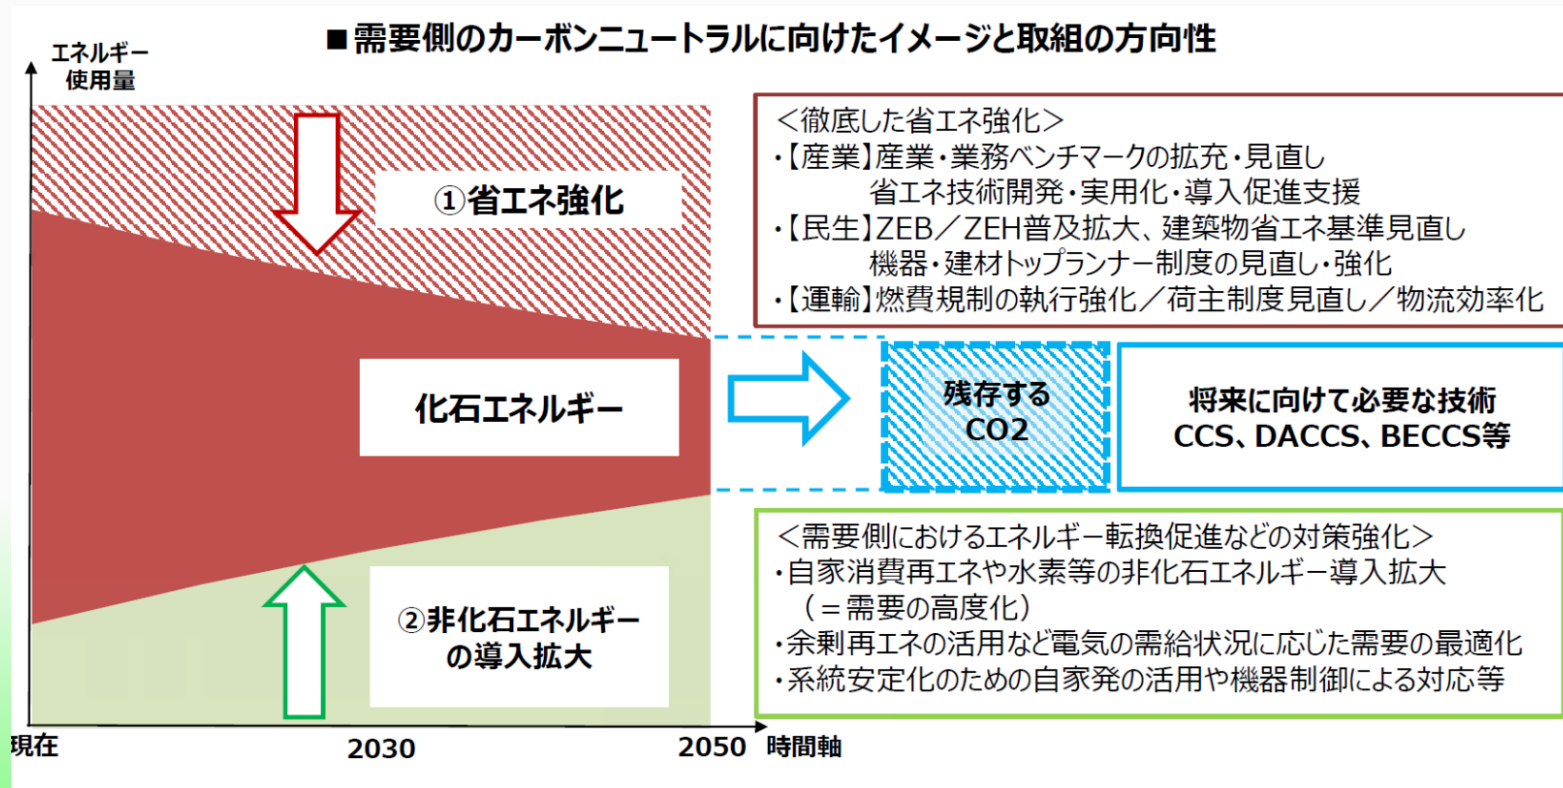 ■需要側のカーボンニュートラルに向けたイメージと取組の方向性
エネルギー
使用量
①省エネ強化
化石エネルギー
②非化石エネルギー
の導入拡大
現在
2030
2050
時間軸
＜徹底した省エネ強化＞
・【産業】産業・業務ベンチマークの拡充・見直し
省エネ技術開発・実用化・導入促進支援
・【民生】ZEB／ZEH普及拡大、建築物省エネ基準見直し
機器・建材トップランナー制度の見直し・強化
・【運輸】燃費規制の執行強化／荷主制度見直し／物流効率化
残存する
CO2
将来に向けて必要な技術
CCS、DACCS、BECCS等
＜需要側におけるエネルギー転換促進などの対策強化＞
・自家消費再エネや水素等の非化石エネルギー導入拡大
（＝需要の高度化）
・余剰再エネの活用など電気の需給状況に応じた需要の最適化
・系統安定化のための自家発の活用や機器制御による対応等